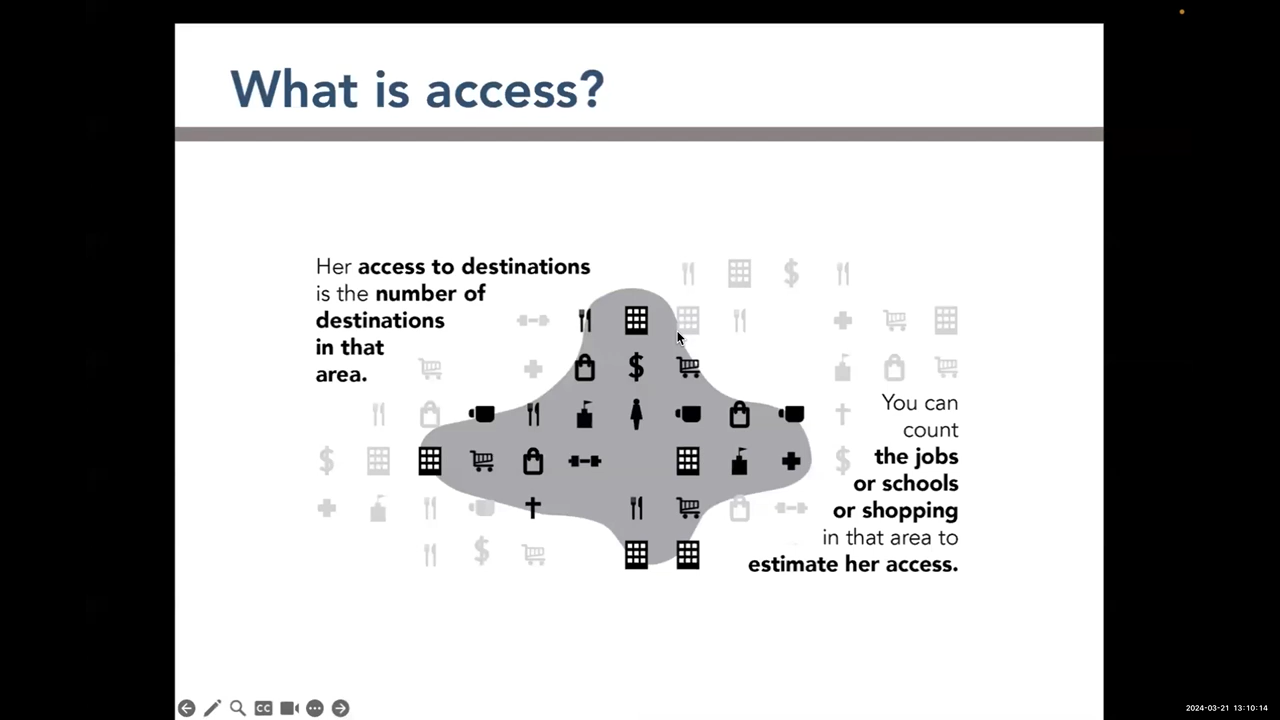 What is access?
Her access to destinations
is the number of
destinations
in that
area.
You can
count
the jobs
or schools
or shopping
in that area to
estimate her access.
CC
2024-03-21 13:10:14